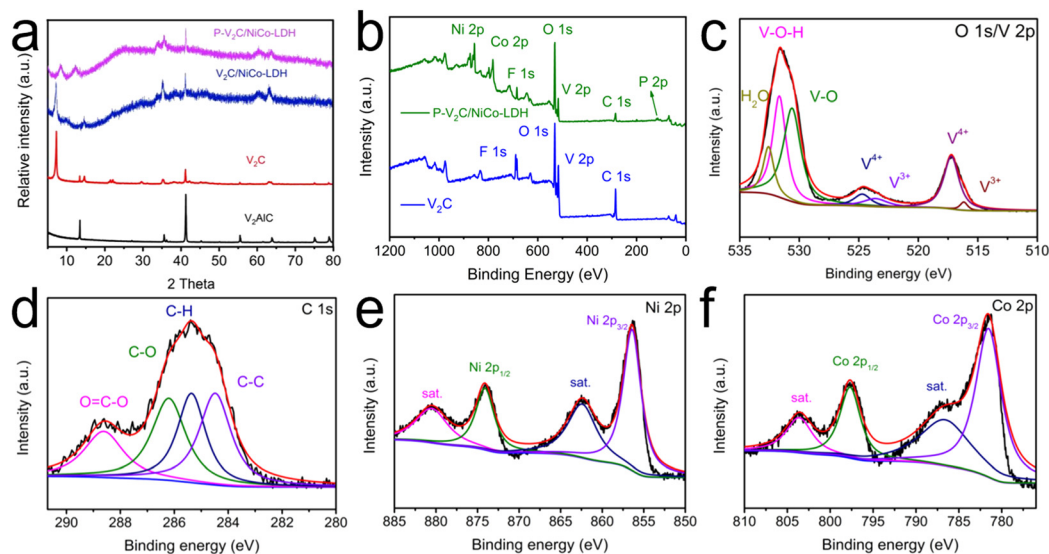 a
Relative intensity (a.u.)
P-V₂C/NiCo-LDH
V₂C/NiCo-LDH
V₂C
V₂AlC
5 10 20 30 40 50 60 70 80
2 Theta
b
Intensity (a.u.)
Ni 2p
Co 2p
F 1s
O 1s
V 2p
C 1s
P 2p
P-V₂C/NiCo-LDH
F 1s
O 1s
V 2p
C 1s
V₂C
1200 1000 800 600 400 200 0
Binding Energy (eV)
c
O 1s/V 2p
Intensity (a.u.)
V-O-H
H₂O
V-O
V⁴⁺
V³⁺
V⁴⁺
V³⁺
535 530 525 520 515 510
Binding energy (eV)
d
C 1s
Intensity (a.u.)
C-H
C-O
C-C
O=C-O
290 288 286 284 282 280
Binding energy (eV)
e
Ni 2p
Intensity (a.u.)
Ni 2p₃/₂
Ni 2p₁/₂
sat.
sat.
885 880 875 870 865 860 855 850
Binding energy (eV)
f
Co 2p
Intensity (a.u.)
Co 2p₃/₂
Co 2p₁/₂
sat.
sat.
810 805 800 795 790 785 780
Binding energy (eV)